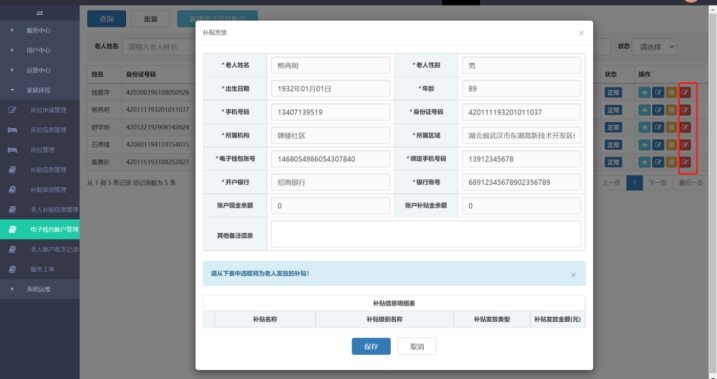 服务中心
用户中心
运营中心
家庭床位
床位申请管理
床位信息管理
床位管理
补贴信息管理
补贴规则管理
老人补贴信息管理
电子钱包账户管理
老人账户收支记录
服务工单
系统运维
查询 重置
老人姓名 请输入老人姓名
状态 请选择
姓名 身份证号码 状态 操作
420300196108050926 正常
熊再明 420111193201011037 正常
舒华明 420122192906142824 正常
石德谨 420601194110154015 正常
420115193108252027 正常
从 1 到 5 条记录 总记录数为 5 条
上一页 1 下一页 最后一页
补贴发放 ×
*老人姓名 熊再明 *老人性别 男
*出生日期 1932年01月01日 *年龄 89
*手机号码 13407139519 *身份证号码 420111193201011037
*所属机构 牌楼社区 *所属区域 湖北省武汉市东湖高新技术开发区
*电子钱包账号 1468054986054307840 *绑定手机号码 13912345678
*开户银行 招商银行 *银行账号 68912345678902356789
账户现金余额 0 账户补贴金余额 0
其他备注信息
请从下表中选取将为老人发放的补贴! ×
补贴信息明细表
补贴名称 补贴级别名称 补贴发放类型 补贴发放金额(元)
保存 取消